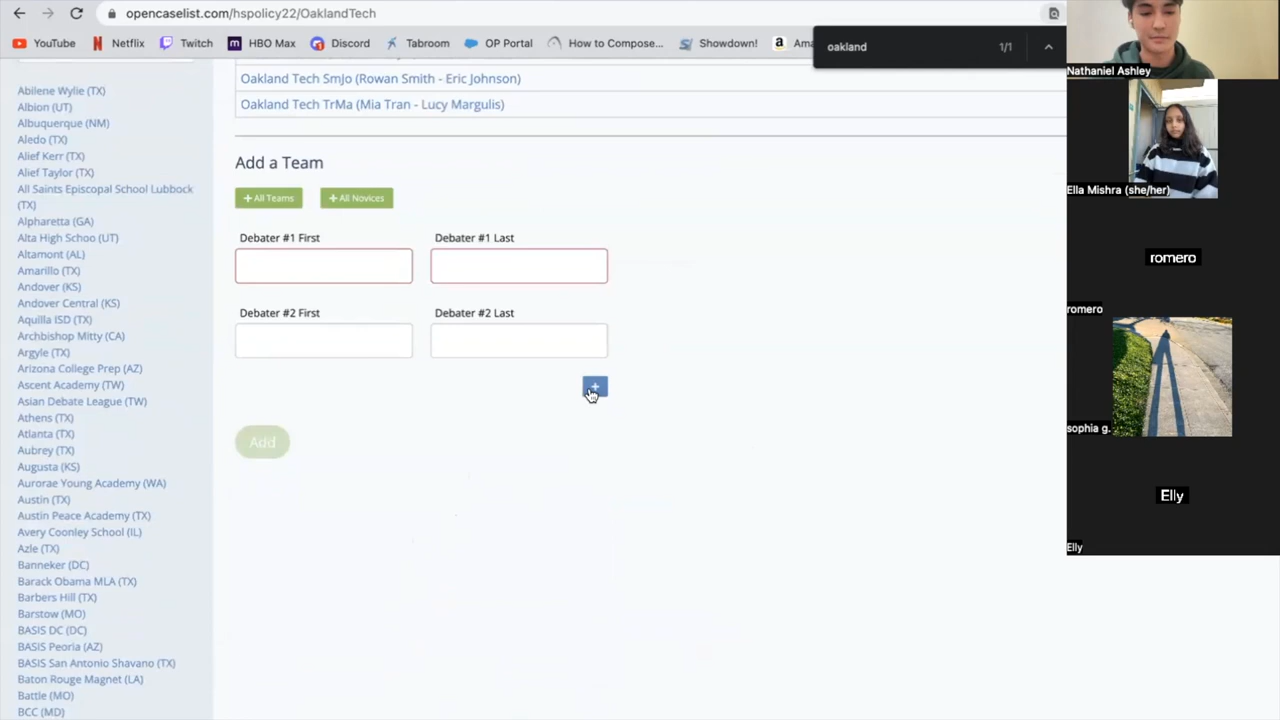 opencaselist.com/hspolicy22/OaklandTech
YouTube Netflix Twitch HBO Max Discord Tabroom OP Portal How to Compose... Showdown! Ama
oakland 1/1
Abilene Wylie (TX)
Albion (UT)
Albuquerque (NM)
Aledo (TX)
Alief Kerr (TX)
Alief Taylor (TX)
All Saints Episcopal School Lubbock
(TX)
Alpharetta (GA)
Alta High Schoo (UT)
Altamont (AL)
Amarillo (TX)
Andover (KS)
Andover Central (KS)
Aquilla ISD (TX)
Archbishop Mitty (CA)
Argyle (TX)
Arizona College Prep (AZ)
Ascent Academy (TW)
Asian Debate League (TW)
Athens (TX)
Atlanta (TX)
Aubrey (TX)
Augusta (KS)
Aurorae Young Academy (WA)
Austin (TX)
Austin Peace Academy (TX)
Avery Coonley School (IL)
Azle (TX)
Banneker (DC)
Barack Obama MLA (TX)
Barbers Hill (TX)
Barstow (MO)
BASIS DC (DC)
BASIS Peoria (AZ)
BASIS San Antonio Shavano (TX)
Baton Rouge Magnet (LA)
Battle (MO)
BCC (MD)
Oakland Tech SmJo (Rowan Smith - Eric Johnson)
Oakland Tech TrMa (Mia Tran - Lucy Margulis)
Add a Team
+ All Teams + All Novices
Debater #1 First Debater #1 Last
Debater #2 First Debater #2 Last
+
Add
Nathaniel Ashley
Ella Mishra (she/her)
romero
romero
sophia g.
Elly
Elly